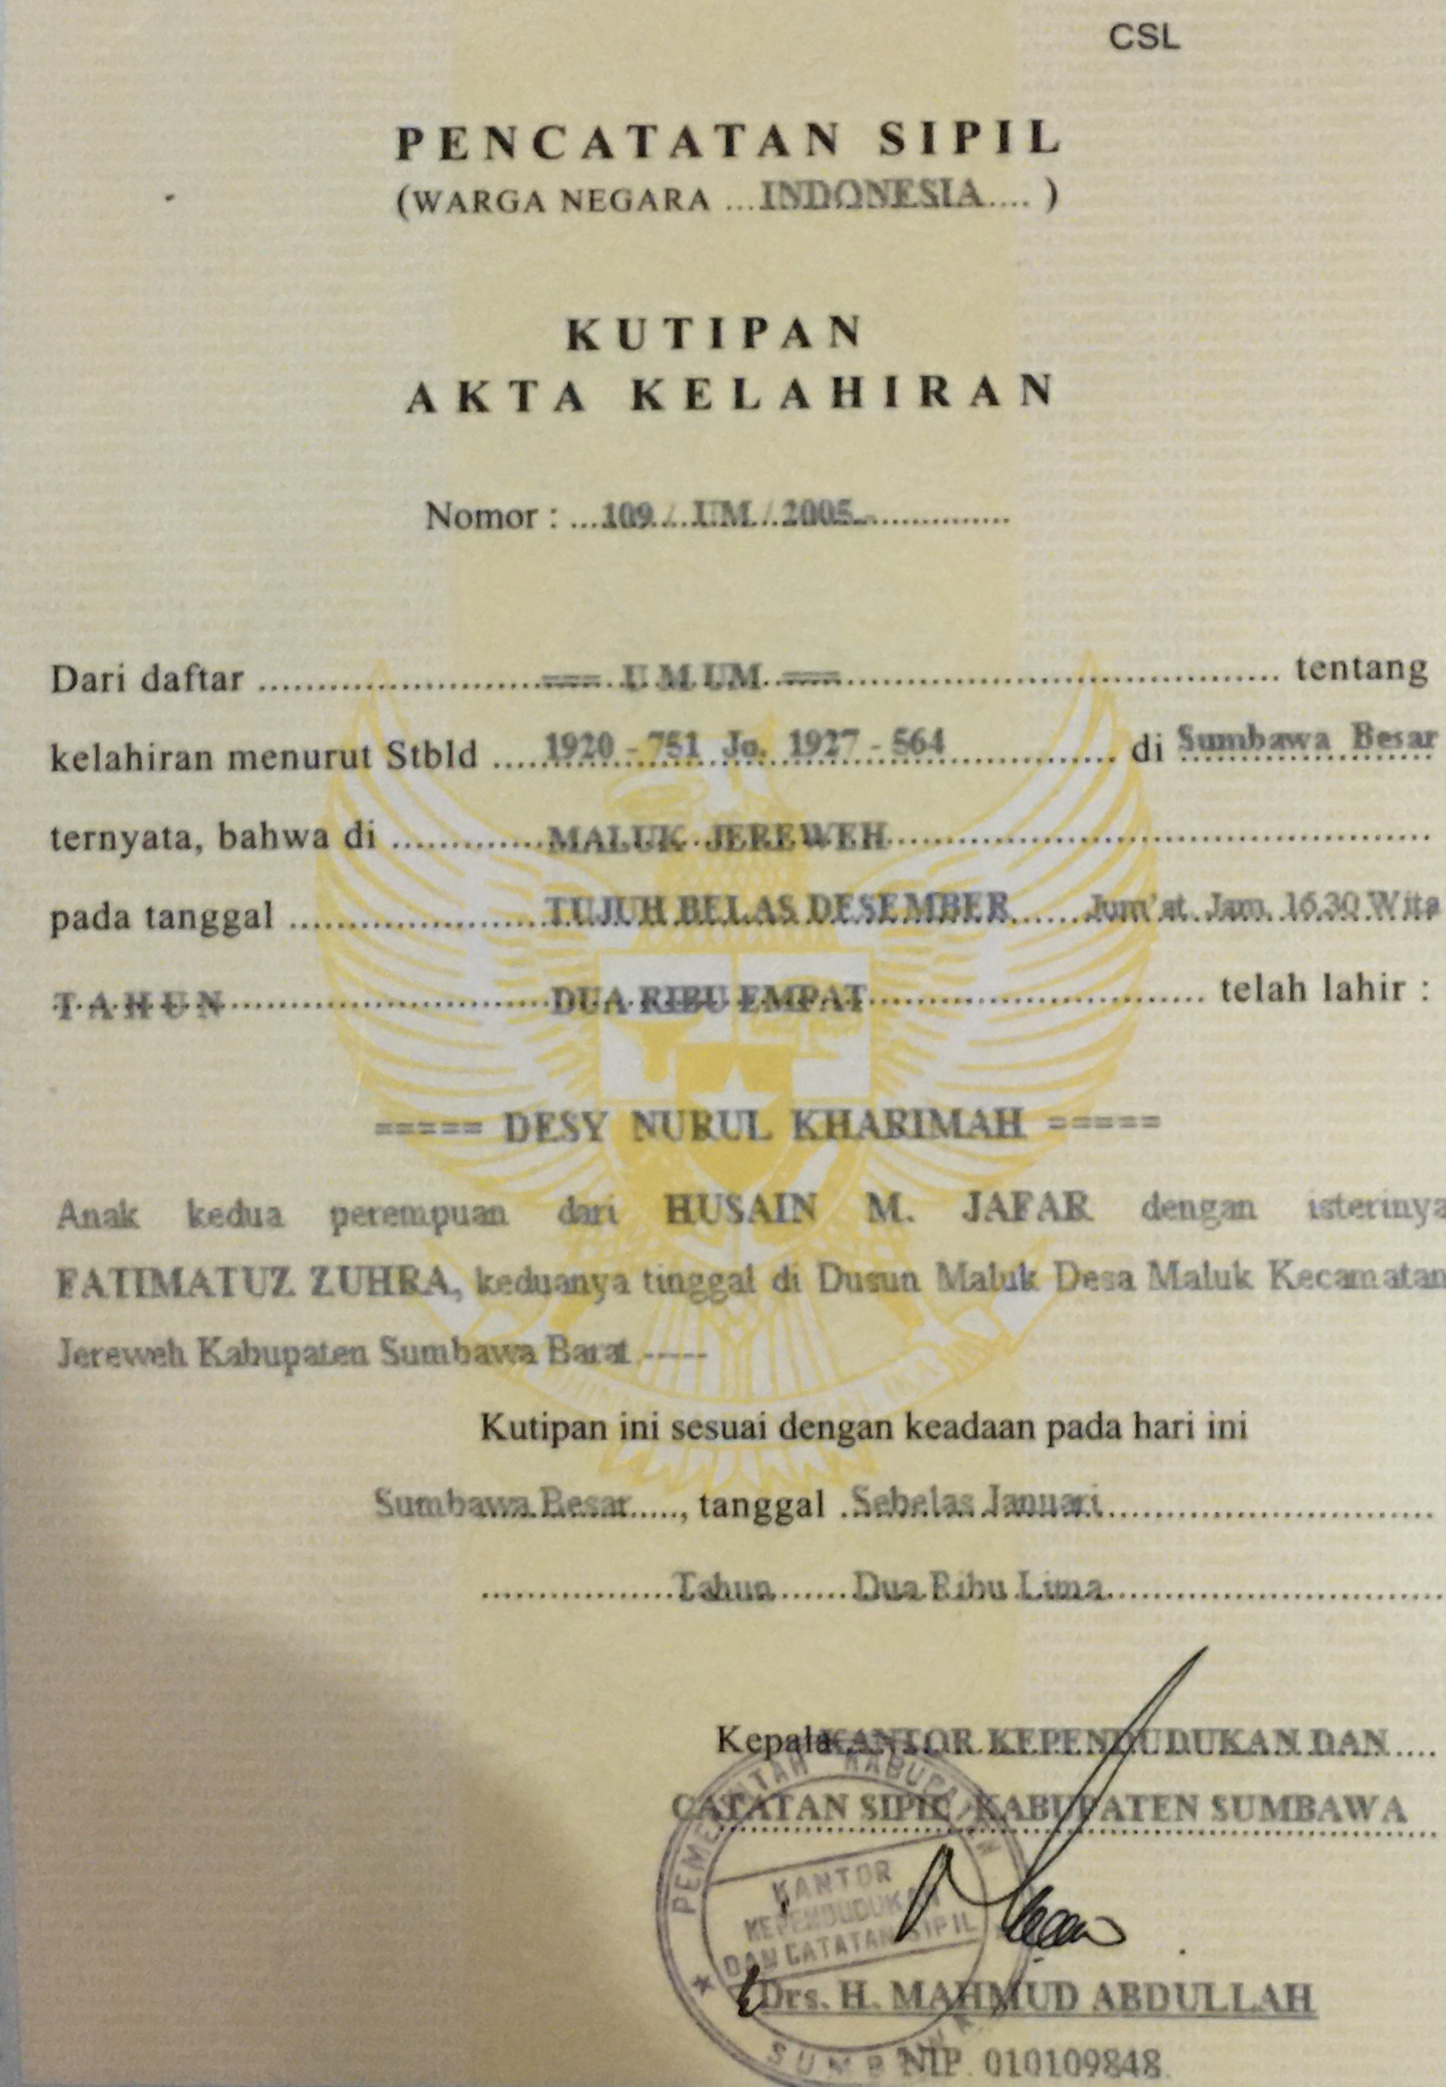 CSL
PENCATATAN SIPIL
(WARGA NEGARA ...INDONESIA.... )
KUTIPAN
AKTA KELAHIRAN
Nomor : ...109 / UM / 2005.-...............
Dari daftar ........................=== U M UM ===..................................... tentang
kelahiran menurut Stbld .....1920 - 751 Jo. 1927 - 564................ di Sumbawa Besar
ternyata, bahwa di .............MALUK JEREWEH..............................................
pada tanggal ......................TUJUH BELAS DESEMBER...... Jum'at Jam. 16.30 Wita
T A H U N...........................DUA RIBU EMPAT............................. telah lahir :
===== DESY NURUL KHARIMAH =====
Anak kedua perempuan dari HUSAIN M. JAFAR dengan isterinya
FATIMATUZ ZUHRA, keduanya tinggal di Dusun Maluk Desa Maluk Kecamatan
Jereweh Kabupaten Sumbawa Barat -----
Kutipan ini sesuai dengan keadaan pada hari ini
Sumbawa Besar....., tanggal .Sebelas Januari............................
.................Tahun.......Dua Ribu Lima.............................
Kepala KANTOR KEPENDUDUKAN DAN....
CATATAN SIPIL KABUPATEN SUMBAWA
PEMERINTAH KABUPATEN
KANTOR
KEPENDUDUKAN
DAN CATATAN SIPIL
SUMBAWA
Drs. H. MAHMUD ABDULLAH
NIP. 010109848.